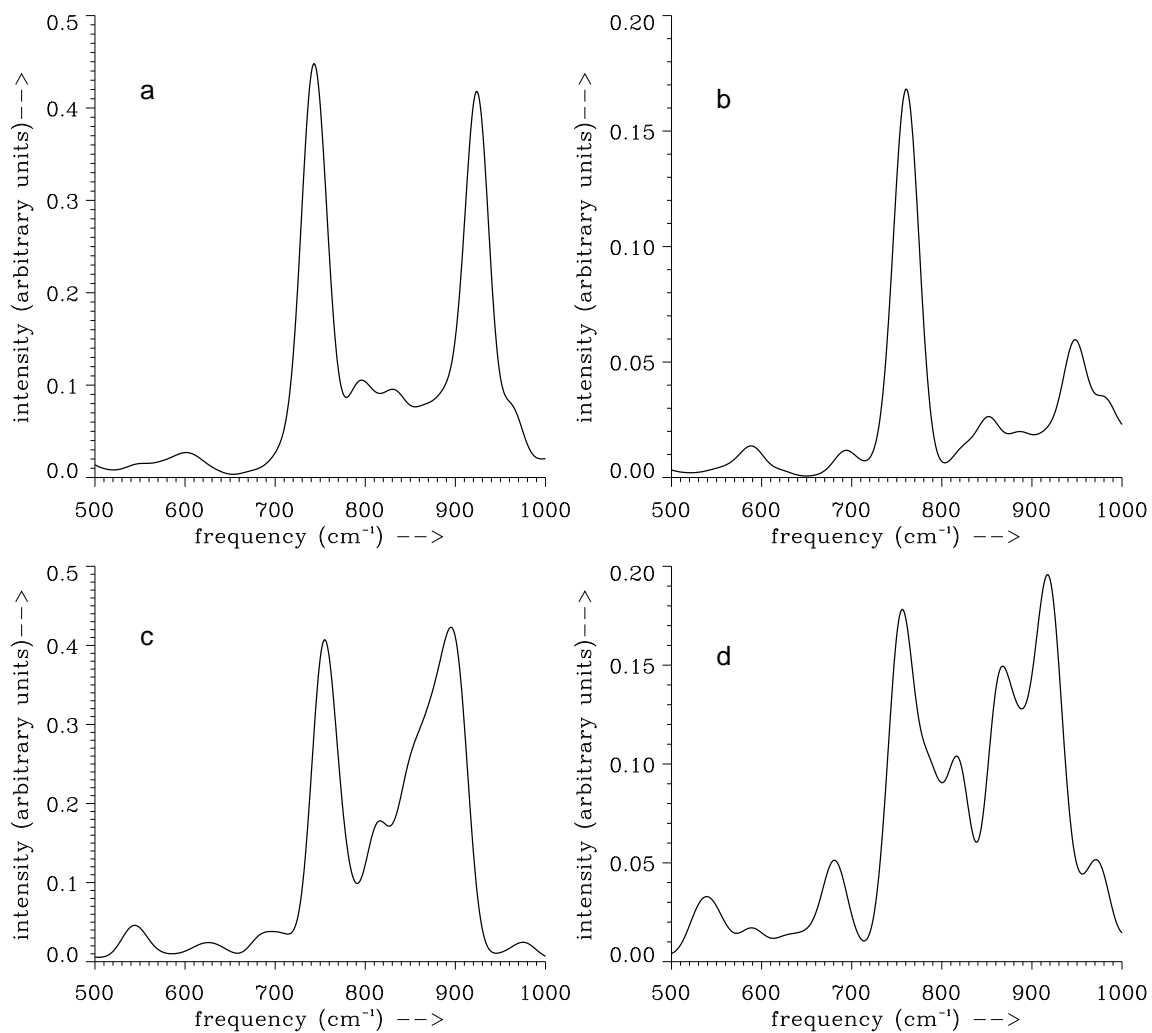 0.5
0.4
0.3
0.2
0.1
0.0
a
intensity (arbitrary units)-->
500 600 700 800 900 1000
frequency (cm⁻¹) -->
0.20
0.15
0.10
0.05
0.00
b
intensity (arbitrary units)-->
500 600 700 800 900 1000
frequency (cm⁻¹) -->
0.5
0.4
0.3
0.2
0.1
0.0
c
intensity (arbitrary units)-->
500 600 700 800 900 1000
frequency (cm⁻¹) -->
0.20
0.15
0.10
0.05
0.00
d
intensity (arbitrary units)-->
500 600 700 800 900 1000
frequency (cm⁻¹) -->